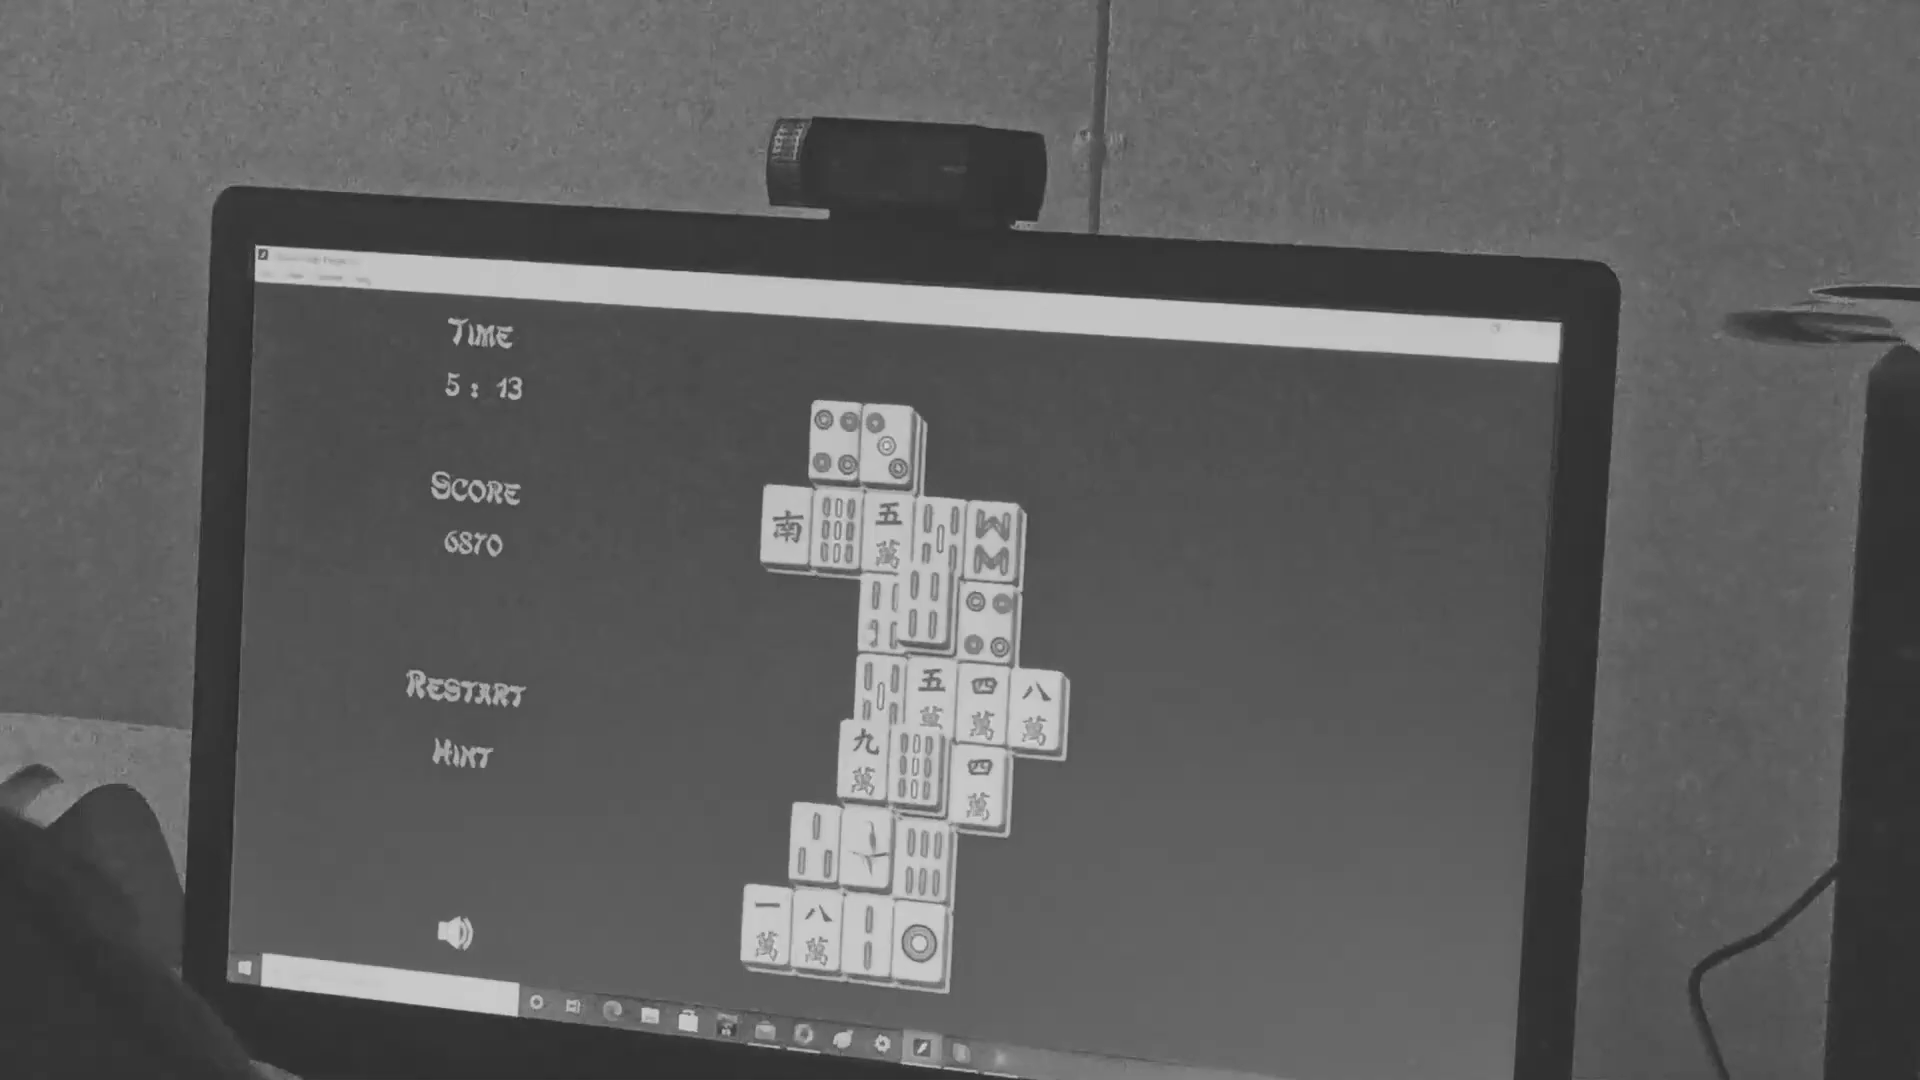 TIME
5 : 13
SCORE
6870
RESTART
HINT
南 五萬
五萬 四萬 八萬
九萬 四萬
一萬 八萬